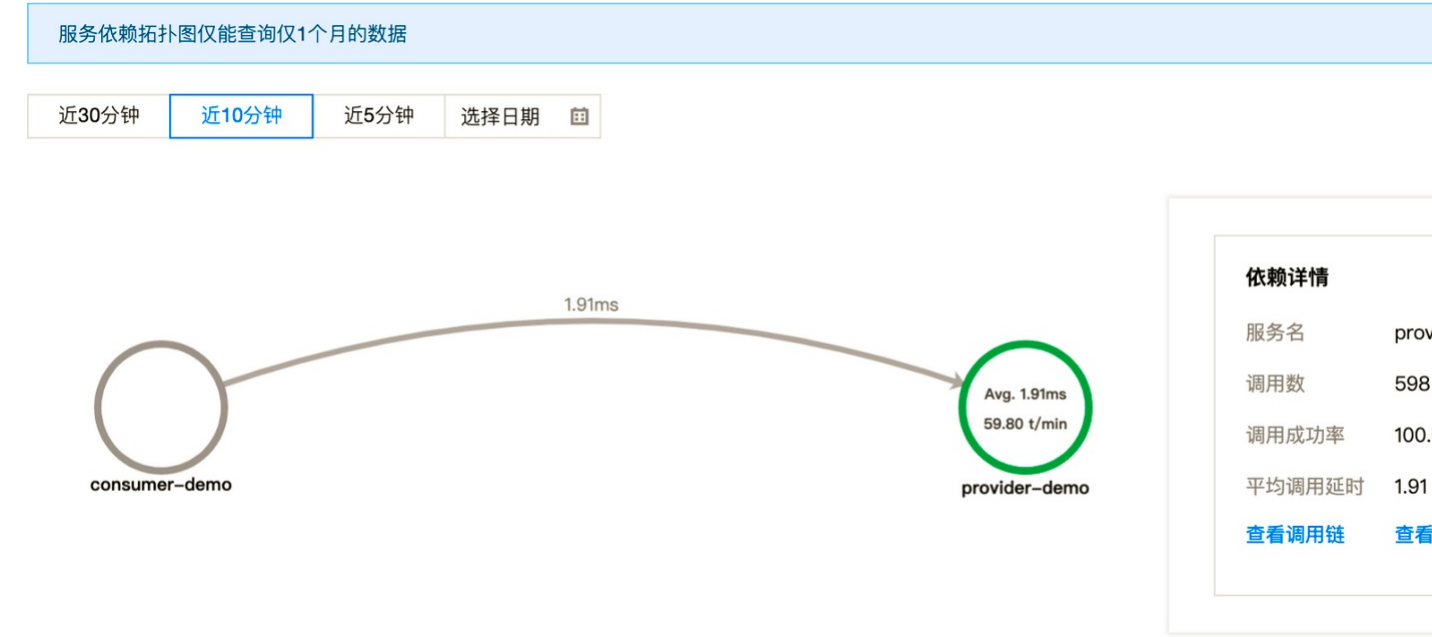 服务依赖拓扑图仅能查询仅1个月的数据
近30分钟 近10分钟 近5分钟 选择日期
1.91ms
Avg. 1.91ms
59.80 t/min
consumer-demo
provider-demo
依赖详情
服务名 prov
调用数 598
调用成功率 100.
平均调用延时 1.91
查看调用链 查看